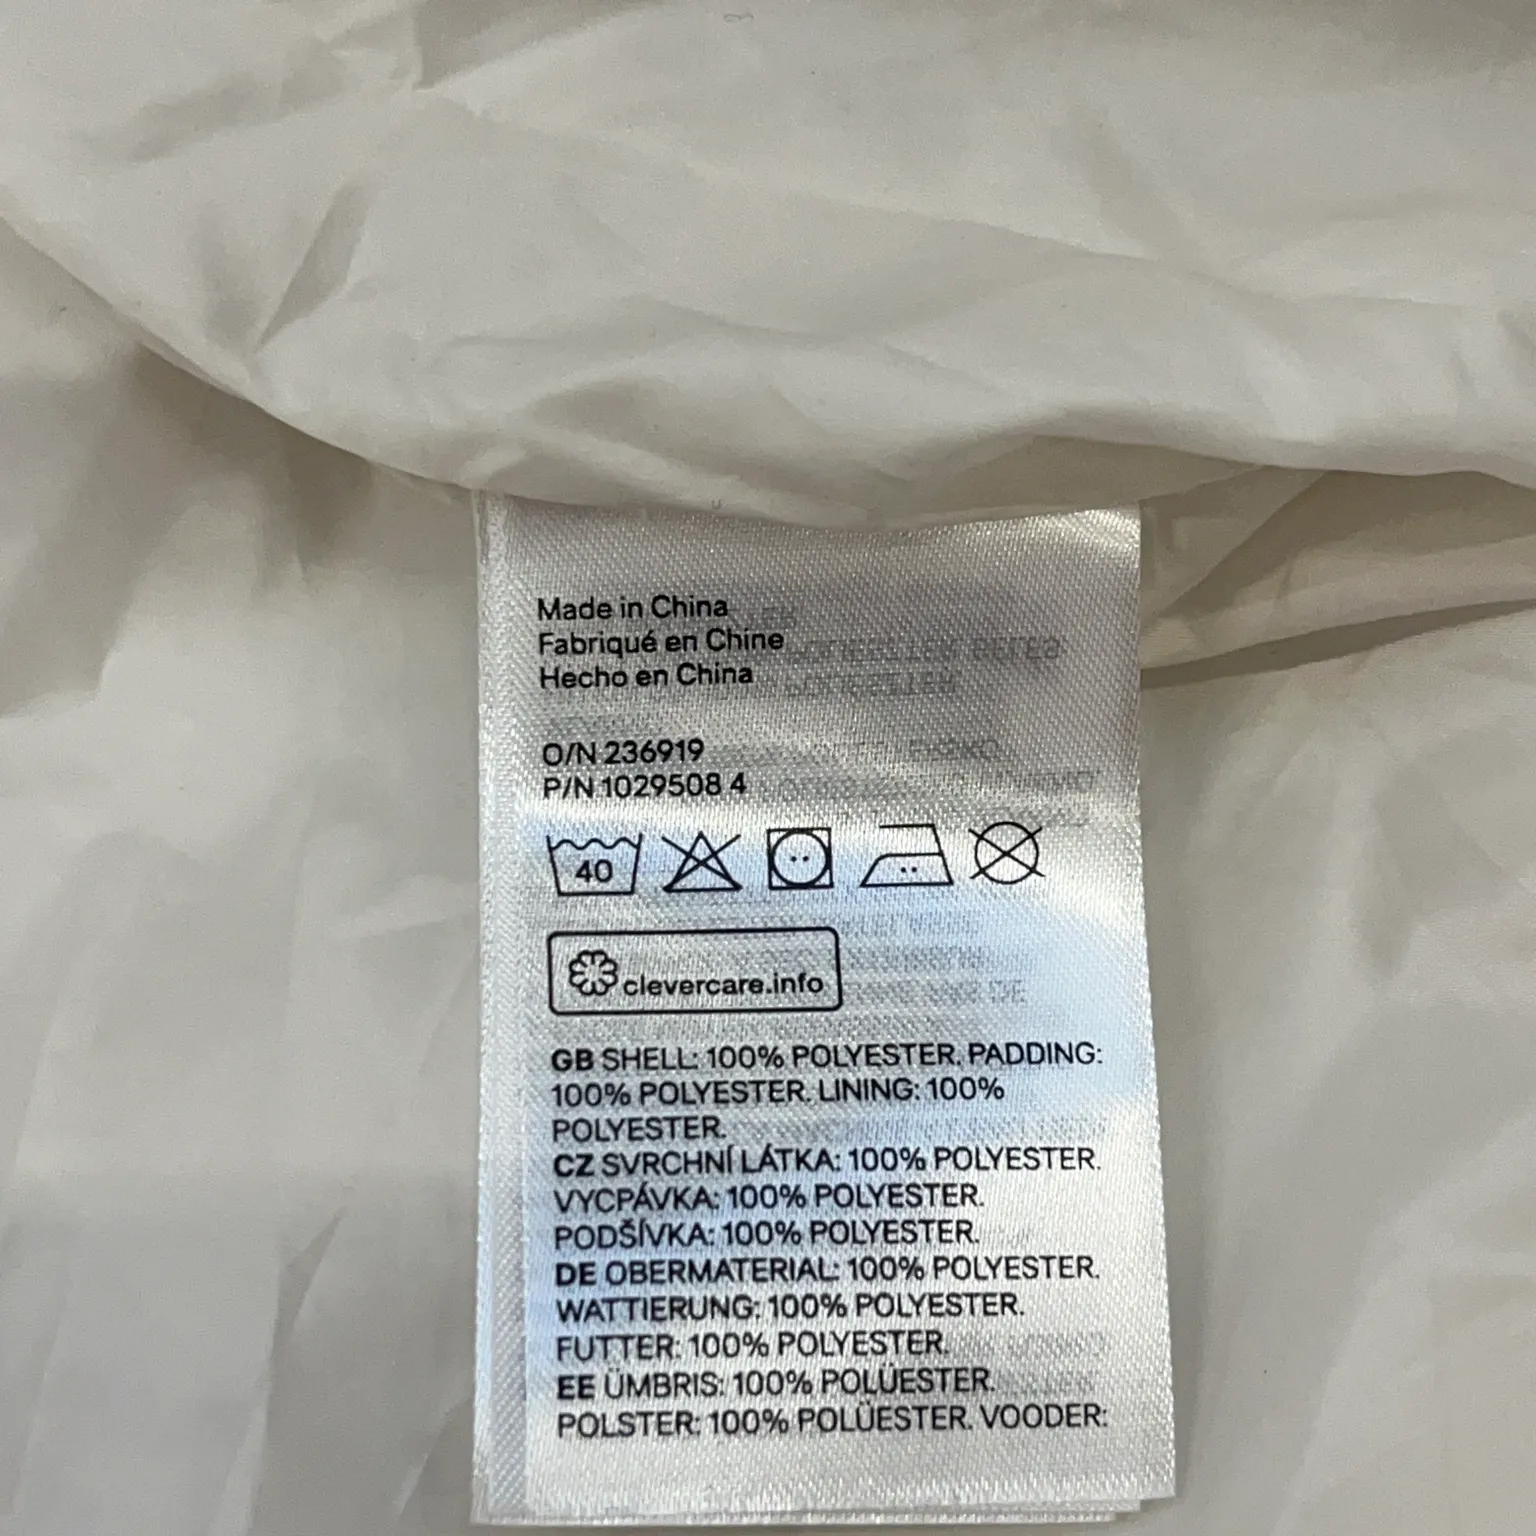 Made in China
Fabriqué en Chine
Hecho en China
O/N 236919
P/N 1029508 4
40
clevercare.info
GB SHELL: 100% POLYESTER. PADDING:
100% POLYESTER. LINING: 100%
POLYESTER.
CZ SVRCHNÍ LÁTKA: 100% POLYESTER.
VYCPÁVKA: 100% POLYESTER.
PODŠÍVKA: 100% POLYESTER.
DE OBERMATERIAL: 100% POLYESTER.
WATTIERUNG: 100% POLYESTER.
FUTTER: 100% POLYESTER.
EE ÜMBRIS: 100% POLÜESTER.
POLSTER: 100% POLÜESTER. VOODER: